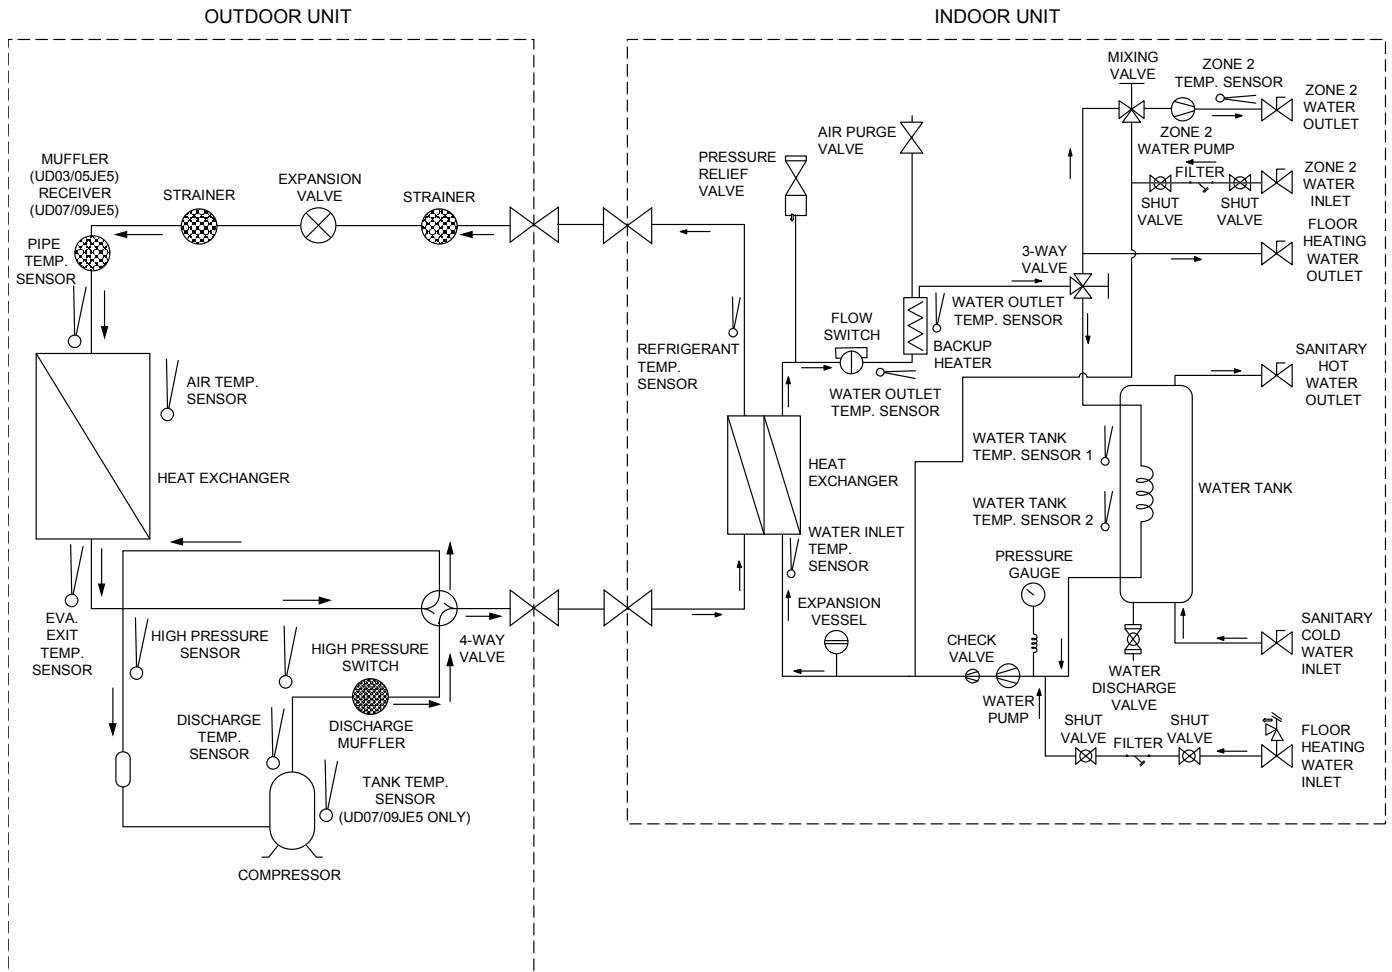 OUTDOOR UNIT
INDOOR UNIT
MUFFLER
(UD03/05JE5)
RECEIVER
(UD07/09JE5)
STRAINER
EXPANSION
VALVE
STRAINER
PIPE
TEMP.
SENSOR
AIR TEMP.
SENSOR
HEAT EXCHANGER
EVA.
EXIT
TEMP.
SENSOR
HIGH PRESSURE
SENSOR
HIGH PRESSURE
SWITCH
4-WAY
VALVE
DISCHARGE
TEMP.
SENSOR
DISCHARGE
MUFFLER
TANK TEMP.
SENSOR
(UD07/09JE5 ONLY)
COMPRESSOR
PRESSURE
RELIEF
VALVE
AIR PURGE
VALVE
MIXING
VALVE
ZONE 2
TEMP. SENSOR
ZONE 2
WATER
OUTLET
ZONE 2
WATER PUMP
FILTER
SHUT
VALVE
SHUT
VALVE
ZONE 2
WATER
INLET
FLOOR
HEATING
WATER
OUTLET
3-WAY
VALVE
REFRIGERANT
TEMP.
SENSOR
FLOW
SWITCH
WATER OUTLET
TEMP. SENSOR
BACKUP
HEATER
WATER OUTLET
TEMP. SENSOR
SANITARY
HOT
WATER
OUTLET
HEAT
EXCHANGER
WATER TANK
TEMP. SENSOR 1
WATER TANK
TEMP. SENSOR 2
WATER TANK
WATER INLET
TEMP.
SENSOR
PRESSURE
GAUGE
EXPANSION
VESSEL
CHECK
VALVE
WATER
PUMP
WATER
DISCHARGE
VALVE
SANITARY
COLD
WATER
INLET
SHUT
VALVE
FILTER
SHUT
VALVE
FLOOR
HEATING
WATER
INLET